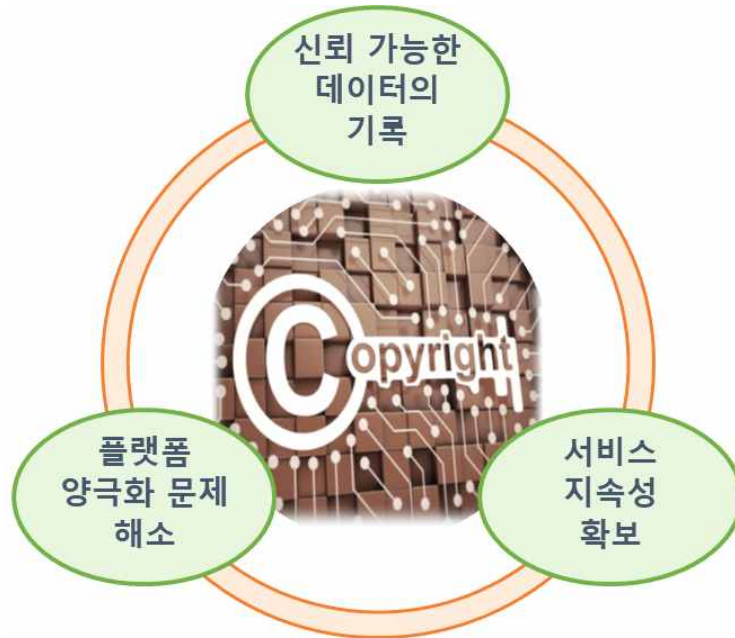 신뢰 가능한
데이터의
기록
Copyright
플랫폼
양극화 문제
해소
서비스
지속성
확보